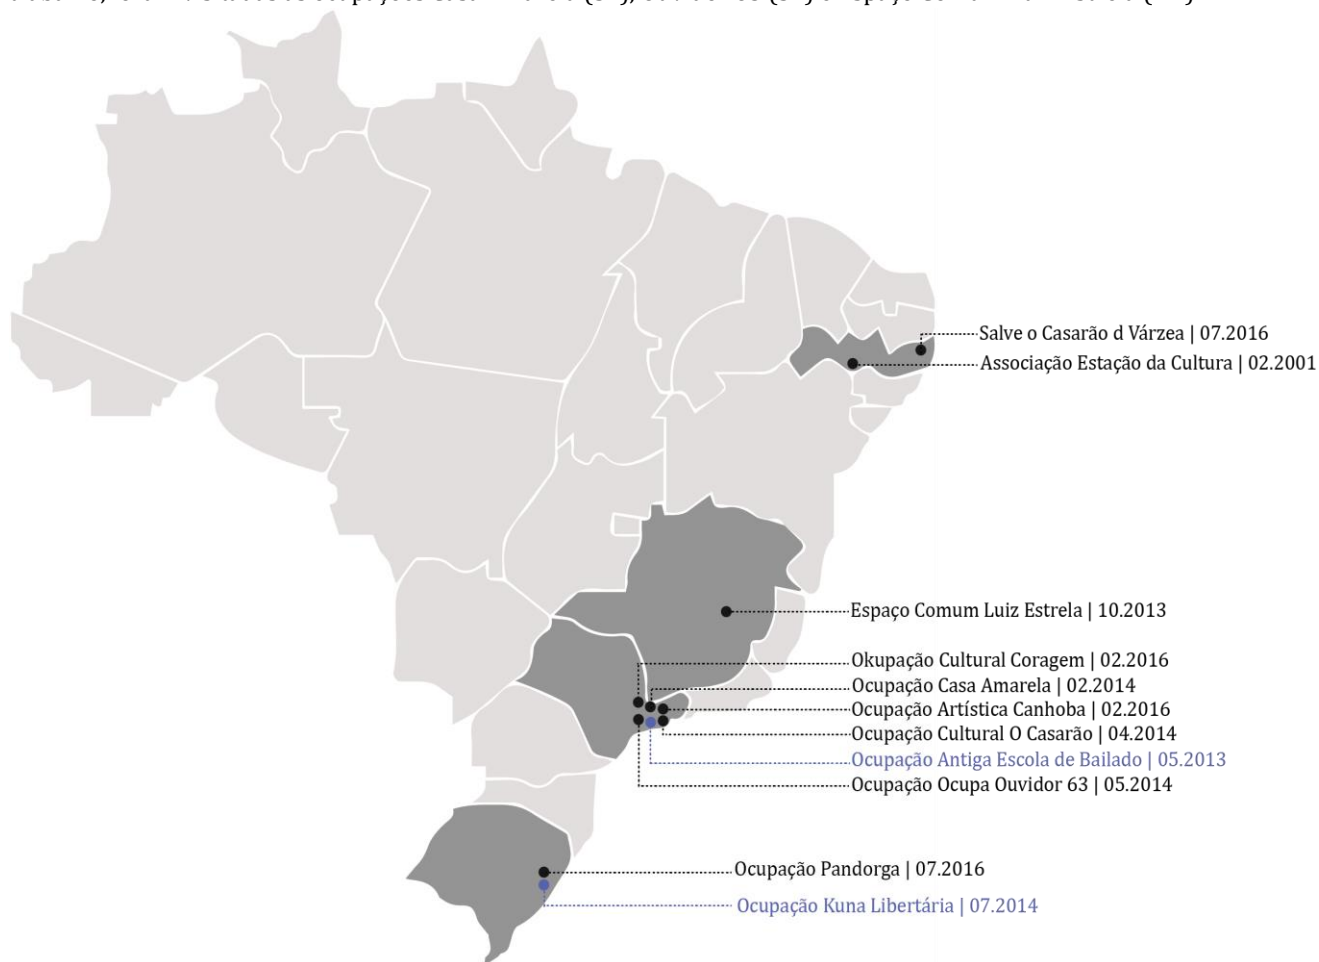 Salve o Casarão d Várzea | 07.2016
Associação Estação da Cultura | 02.2001
Espaço Comum Luiz Estrela | 10.2013
Okupação Cultural Coragem | 02.2016
Ocupação Casa Amarela | 02.2014
Ocupação Artística Canhoba | 02.2016
Ocupação Cultural O Casarão | 04.2014
Ocupação Antiga Escola de Bailado | 05.2013
Ocupação Ocupa Ouvidor 63 | 05.2014
Ocupação Pandorga | 07.2016
Ocupação Kuna Libertária | 07.2014